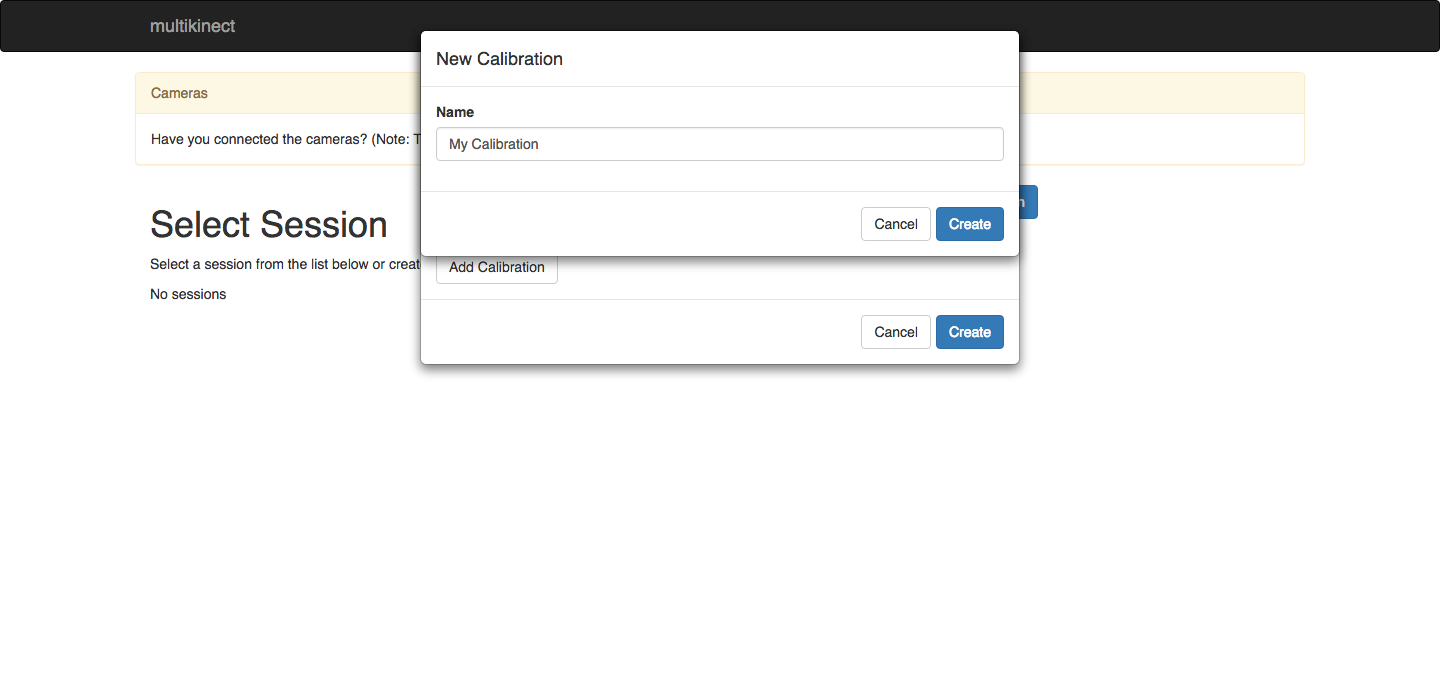 multikinect
New Calibration
Name
My Calibration
Cancel Create
Cameras
Have you connected the cameras? (Note:
Select Session
Select a session from the list below or
No sessions
Add Calibration
Cancel Create